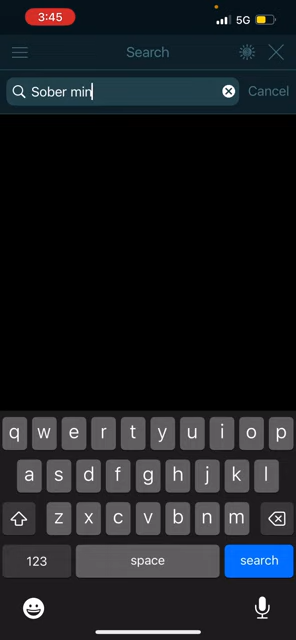 3:45
5G
Search
Sober min
Cancel
q w e r t y u i o p
a s d f g h j k l
z x c v b n m
123 space search